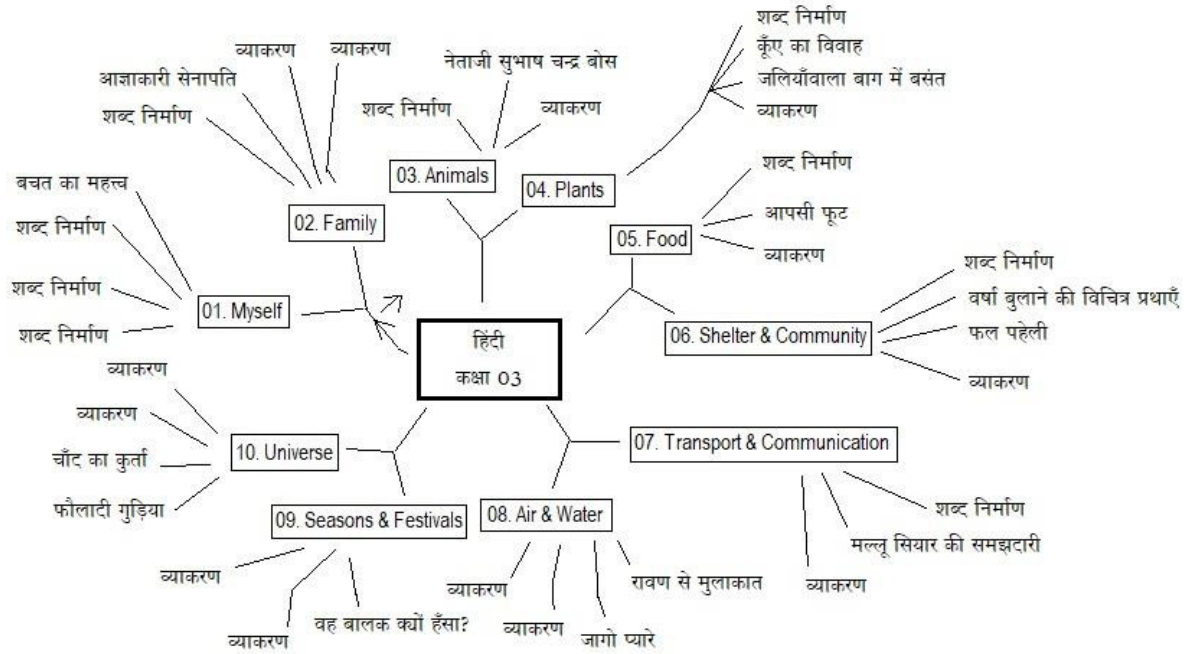 हिंदी
कक्षा 03
01. Myself
बचत का महत्त्व
शब्द निर्माण
शब्द निर्माण
शब्द निर्माण
02. Family
शब्द निर्माण
आज्ञाकारी सेनापति
व्याकरण
व्याकरण
03. Animals
शब्द निर्माण
नेताजी सुभाष चन्द्र बोस
व्याकरण
04. Plants
शब्द निर्माण
कूँए का विवाह
जलियाँवाला बाग में बसंत
व्याकरण
05. Food
शब्द निर्माण
आपसी फूट
व्याकरण
06. Shelter & Community
शब्द निर्माण
वर्षा बुलाने की विचित्र प्रथाएँ
फल पहेली
व्याकरण
07. Transport & Communication
शब्द निर्माण
मल्लू सियार की समझदारी
व्याकरण
08. Air & Water
रावण से मुलाकात
जागो प्यारे
व्याकरण
व्याकरण
09. Seasons & Festivals
वह बालक क्यों हँसा?
व्याकरण
व्याकरण
10. Universe
फौलादी गुड़िया
चाँद का कुर्ता
व्याकरण
व्याकरण